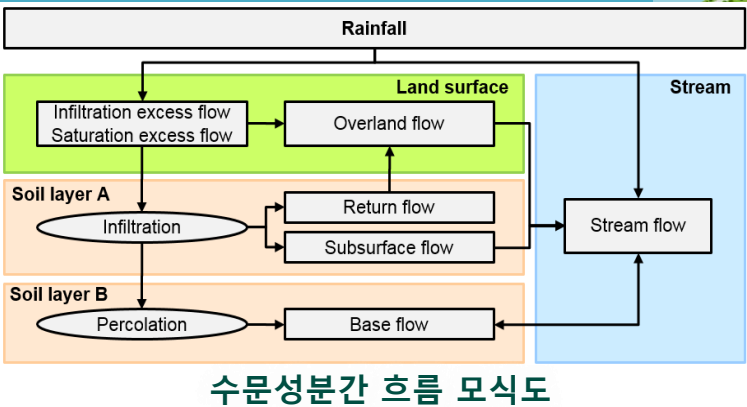 Rainfall
Land surface
Stream
Infiltration excess flow
Saturation excess flow
Overland flow
Soil layer A
Return flow
Infiltration
Subsurface flow
Stream flow
Soil layer B
Percolation
Base flow
수문성분간 흐름 모식도